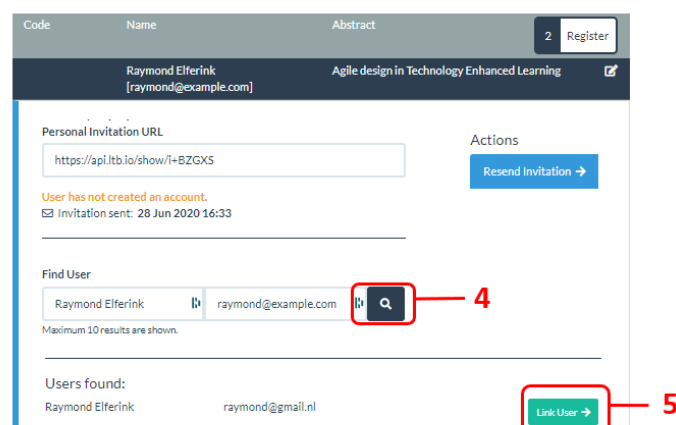 Code Name Abstract 2 Register
Raymond Elferink Agile design in Technology Enhanced Learning
[raymond@example.com]
Personal Invitation URL
Actions
https://api.ltb.io/show/i+BZGXS
Resend Invitation →
User has not created an account.
Invitation sent: 28 Jun 2020 16:33
Find User
Raymond Elferink raymond@example.com 4
Maximum 10 results are shown.
Users found:
Raymond Elferink raymond@gmail.nl Link User → 5